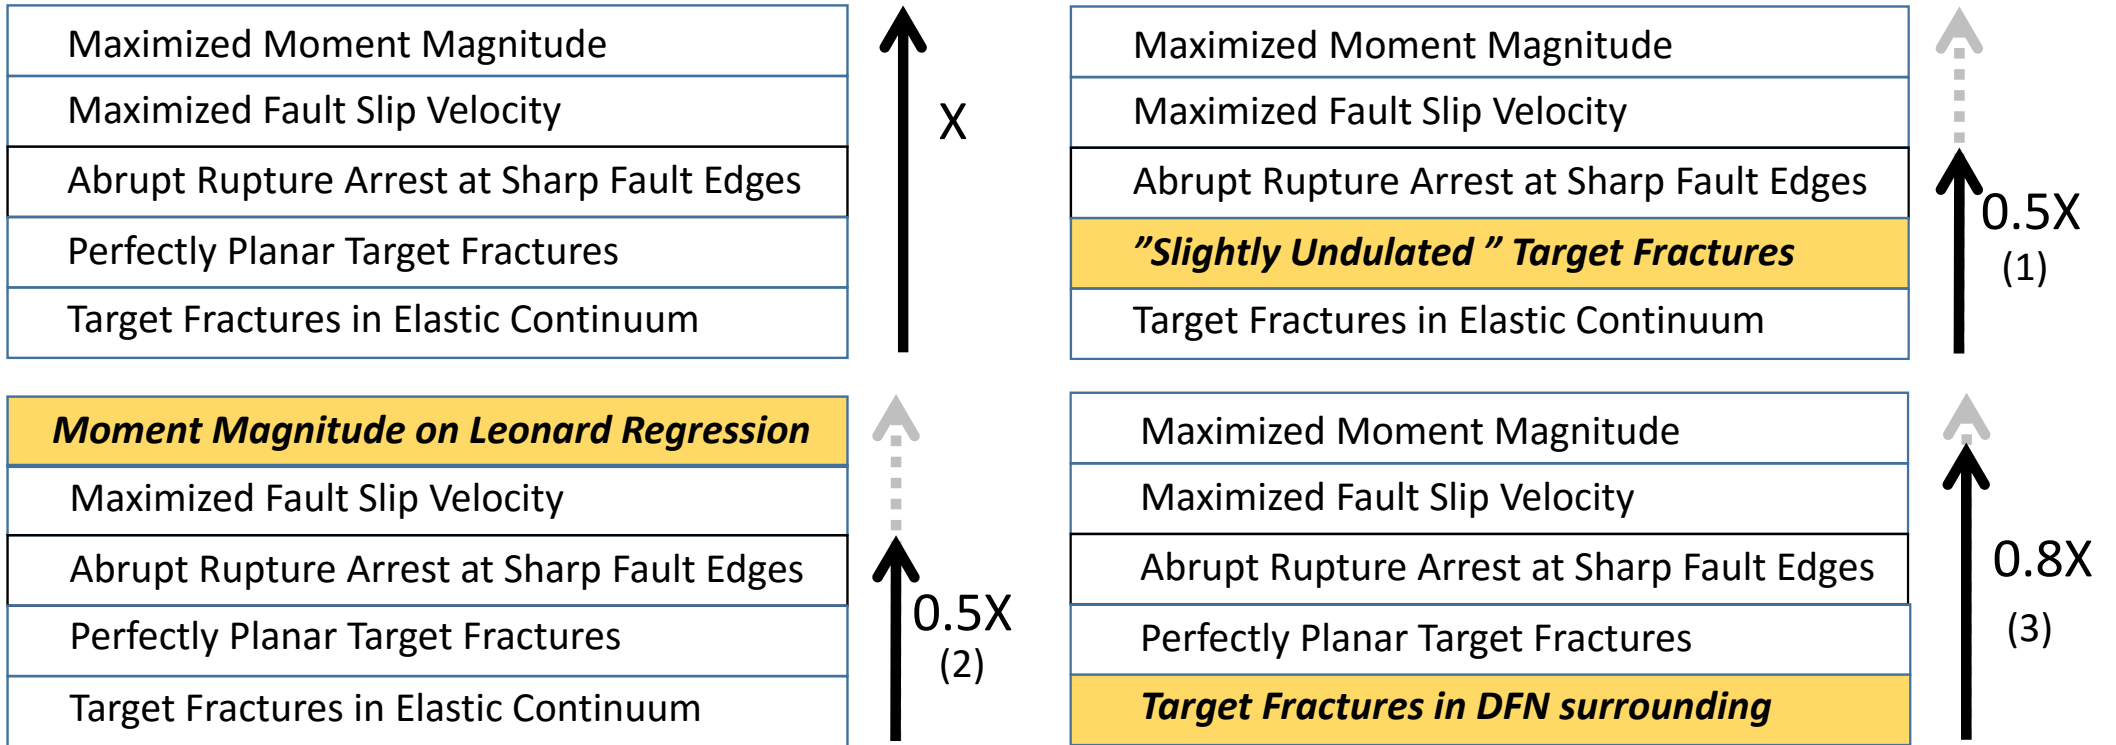 Maximized Moment Magnitude
Maximized Fault Slip Velocity
Abrupt Rupture Arrest at Sharp Fault Edges
Perfectly Planar Target Fractures
Target Fractures in Elastic Continuum
X
Maximized Moment Magnitude
Maximized Fault Slip Velocity
Abrupt Rupture Arrest at Sharp Fault Edges
”Slightly Undulated ” Target Fractures
Target Fractures in Elastic Continuum
0.5X
(1)
Moment Magnitude on Leonard Regression
Maximized Fault Slip Velocity
Abrupt Rupture Arrest at Sharp Fault Edges
Perfectly Planar Target Fractures
Target Fractures in Elastic Continuum
0.5X
(2)
Maximized Moment Magnitude
Maximized Fault Slip Velocity
Abrupt Rupture Arrest at Sharp Fault Edges
Perfectly Planar Target Fractures
Target Fractures in DFN surrounding
0.8X
(3)